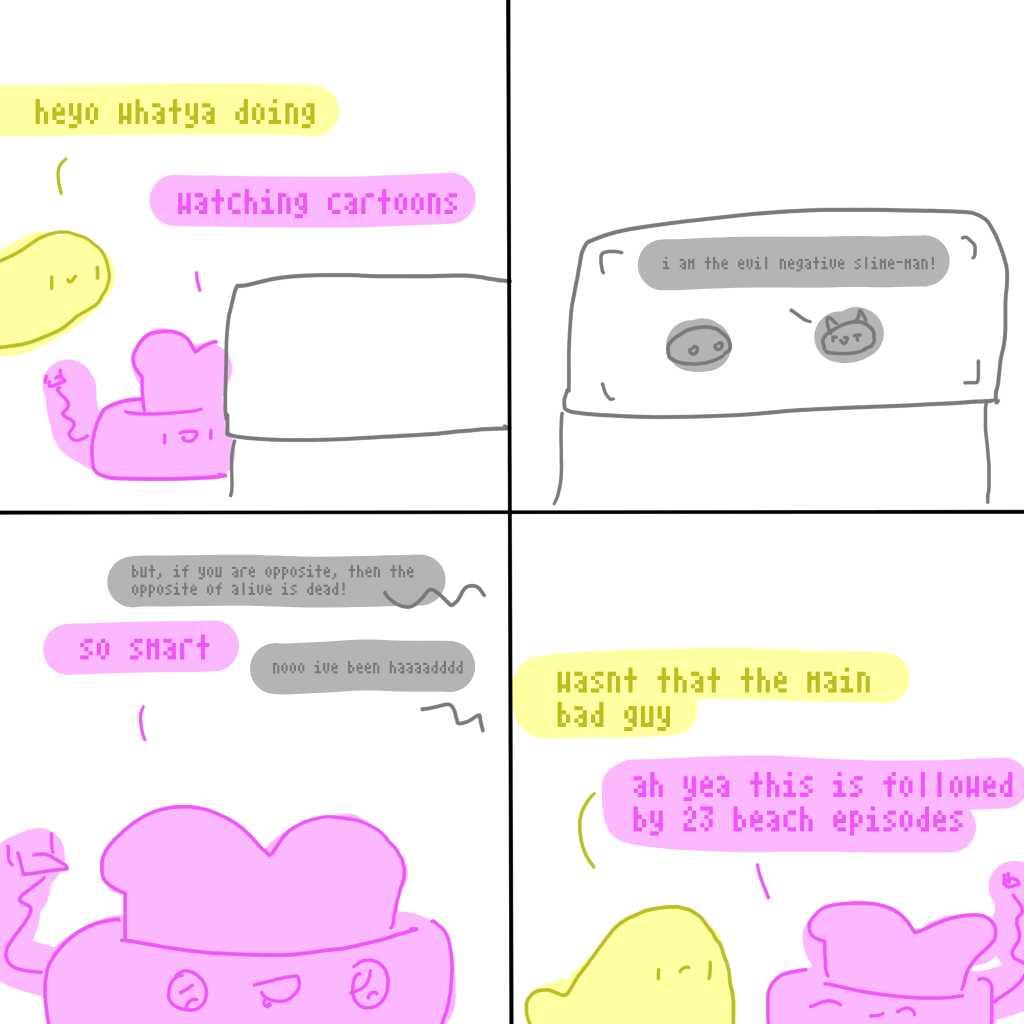 heyo whatya doing
watching cartoons
i am the evil negative slime-man!
but, if you are opposite, then the
opposite of alive is dead!
so smart
nooo ive been haaaadddd
wasnt that the main
bad guy
ah yea this is followed
by 23 beach episodes